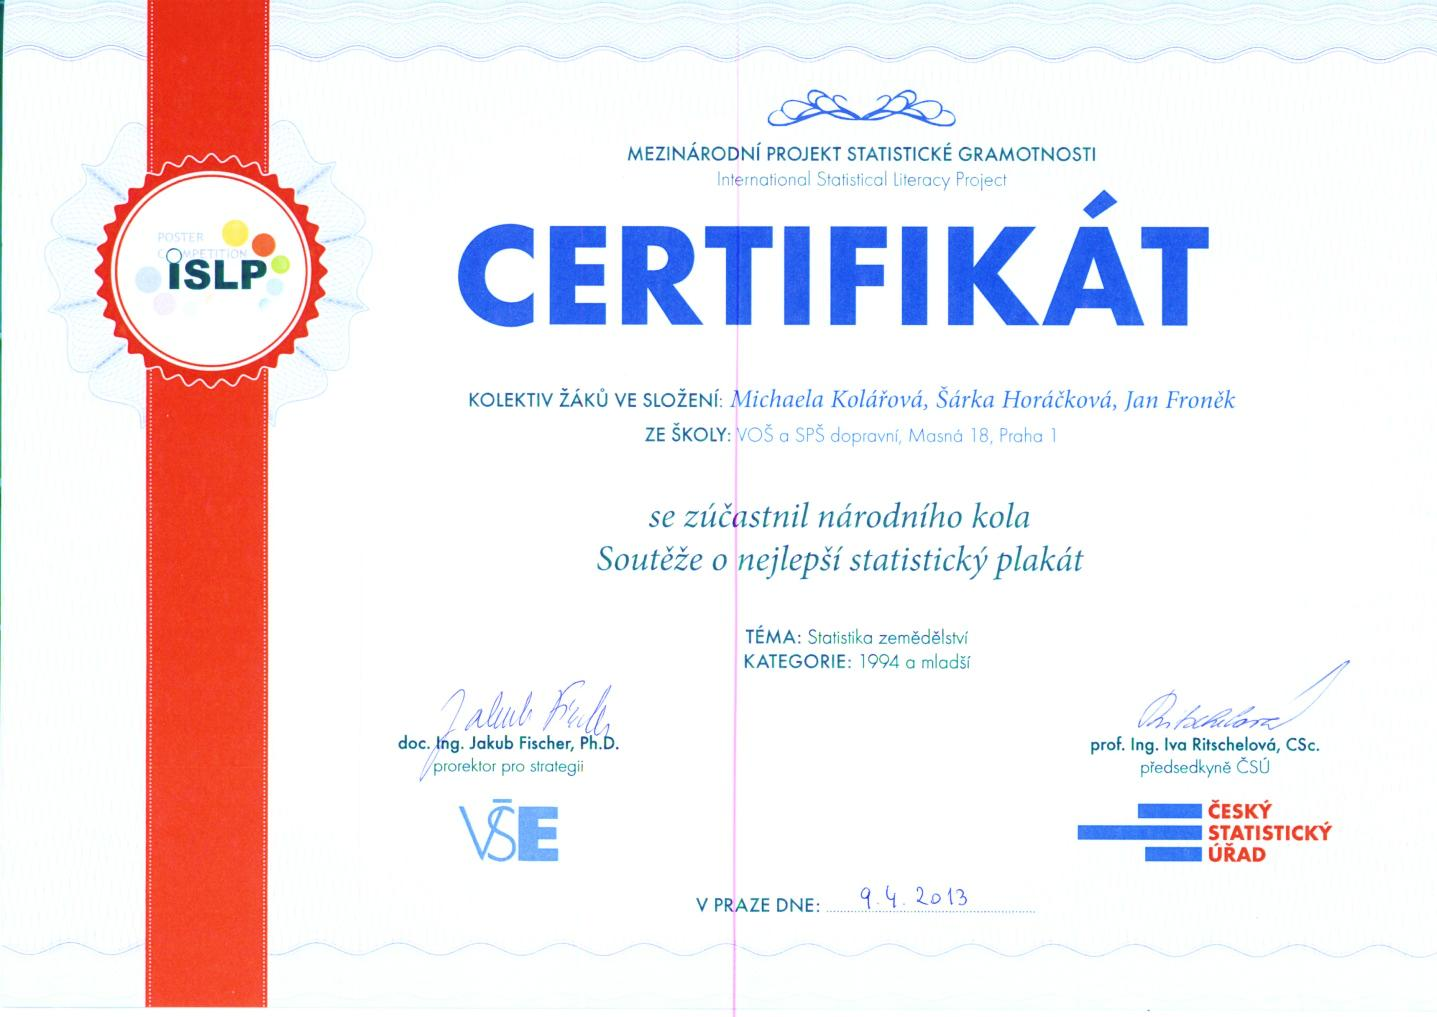 MEZINÁRODNÍ PROJEKT STATISTICKÉ GRAMOTNOSTI
International Statistical Literacy Project
CERTIFIKÁT
POSTER
COMPETITION
iSLP
KOLEKTIV ŽÁKŮ VE SLOŽENÍ: Michaela Kolářová, Šárka Horáčková, Jan Froněk
ZE ŠKOLY: VOŠ a SPŠ dopravní, Masná 18, Praha 1
se zúčastnil národního kola
Soutěže o nejlepší statistický plakát
TÉMA: Statistika zemědělství
KATEGORIE: 1994 a mladší
Jakub Fischer
doc. Ing. Jakub Fischer, Ph.D.
prorektor pro strategii
VŠE
Ritschelová
prof. Ing. Iva Ritschelová, CSc.
předsedkyně ČSÚ
ČESKÝ
STATISTICKÝ
ÚŘAD
V PRAZE DNE: 9.4.2013